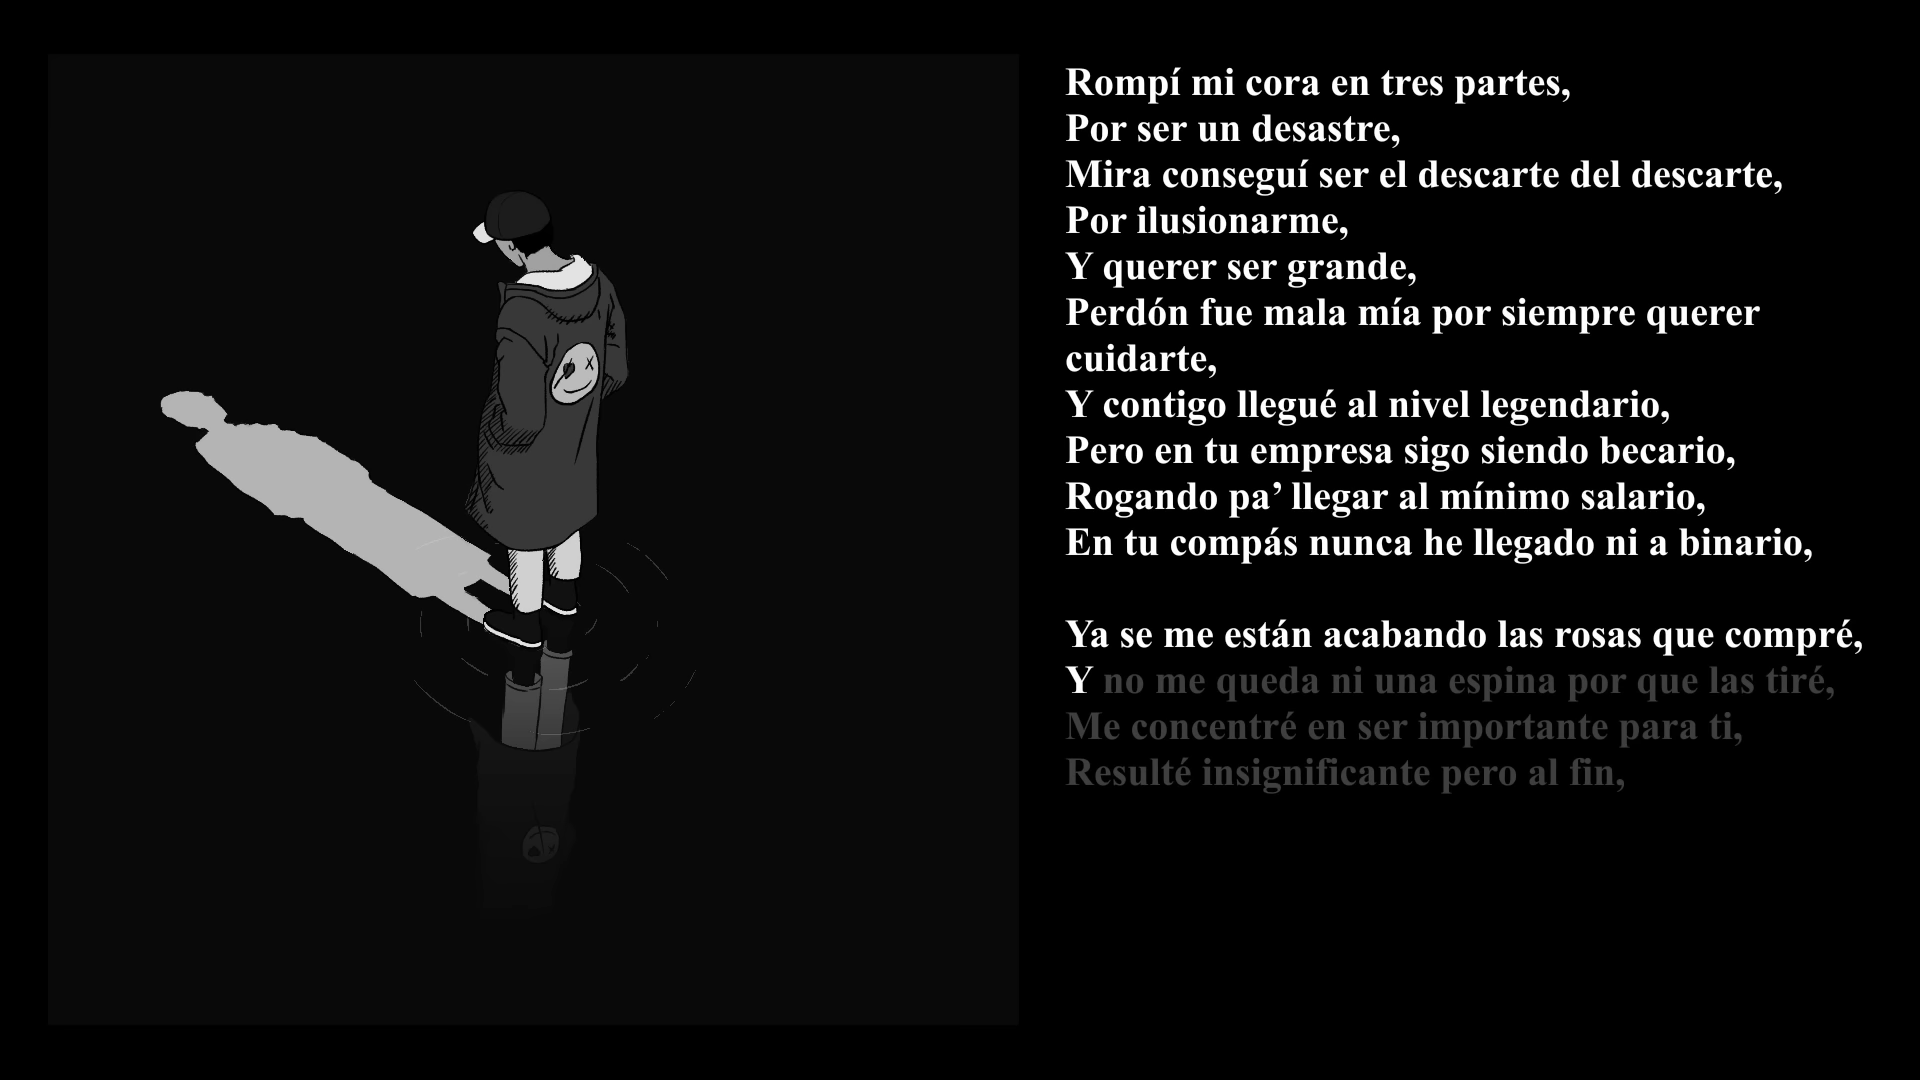 Rompí mi cora en tres partes,
Por ser un desastre,
Mira conseguí ser el descarte del descarte,
Por ilusionarme,
Y querer ser grande,
Perdón fue mala mía por siempre querer
cuidarte,
Y contigo llegué al nivel legendario,
Pero en tu empresa sigo siendo becario,
Rogando pa’ llegar al mínimo salario,
En tu compás nunca he llegado ni a binario,
Ya se me están acabando las rosas que compré,
Y no me queda ni una espina por que las tiré,
Me concentré en ser importante para ti,
Resulté insignificante pero al fin,